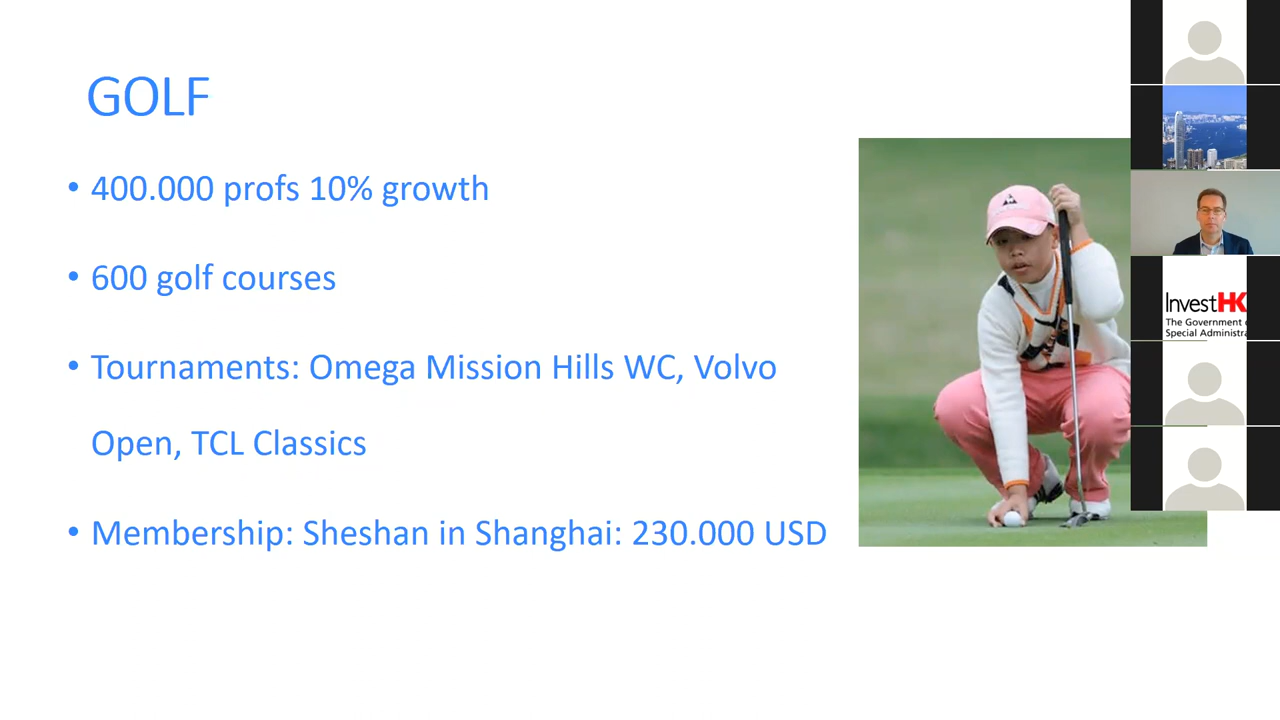 GOLF
• 400.000 profs 10% growth
• 600 golf courses
• Tournaments: Omega Mission Hills WC, Volvo
Open, TCL Classics
• Membership: Sheshan in Shanghai: 230.000 USD
InvestHK
The Government
Special Administra